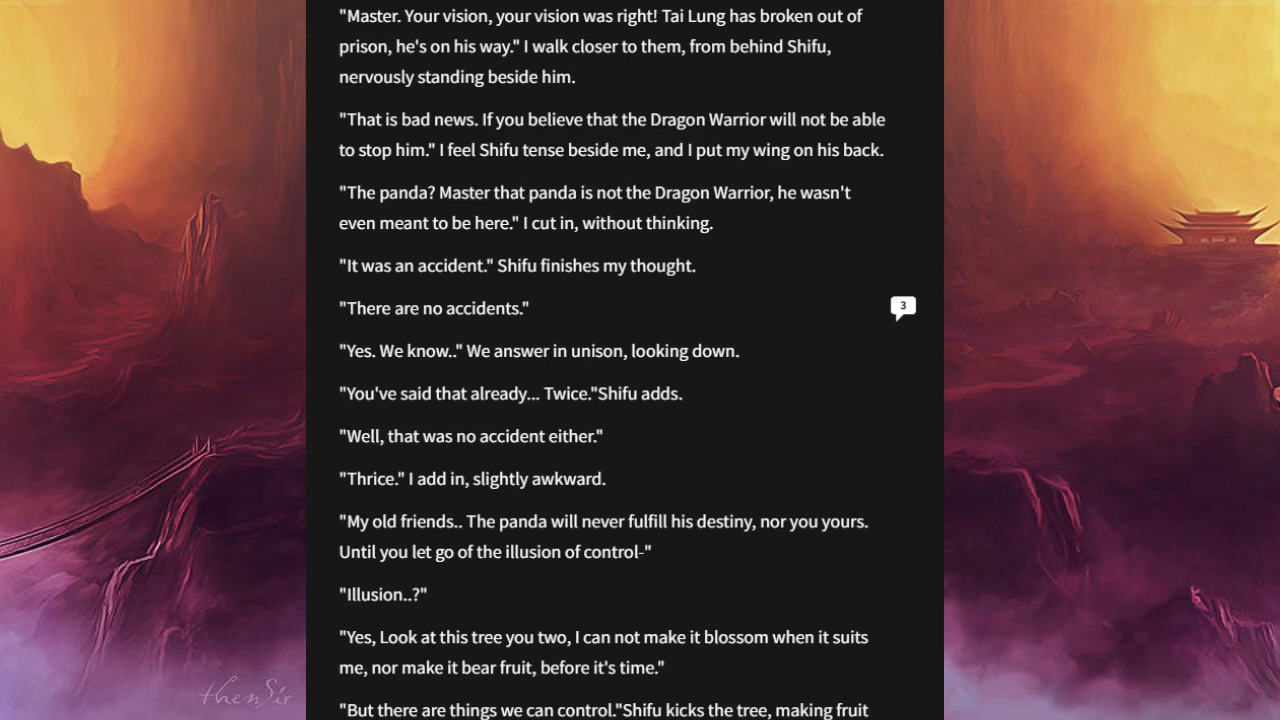 "Master. Your vision, your vision was right! Tai Lung has broken out of
prison, he's on his way." I walk closer to them, from behind Shifu,
nervously standing beside him.
"That is bad news. If you believe that the Dragon Warrior will not be able
to stop him." I feel Shifu tense beside me, and I put my wing on his back.
"The panda? Master that panda is not the Dragon Warrior, he wasn't
even meant to be here." I cut in, without thinking.
"It was an accident." Shifu finishes my thought.
"There are no accidents."
3
"Yes. We know.." We answer in unison, looking down.
"You've said that already... Twice."Shifu adds.
"Well, that was no accident either."
"Thrice." I add in, slightly awkward.
"My old friends.. The panda will never fulfill his destiny, nor you yours.
Until you let go of the illusion of control-"
"Illusion..?"
"Yes, Look at this tree you two, I can not make it blossom when it suits
me, nor make it bear fruit, before it's time."
"But there are things we can control."Shifu kicks the tree, making fruit
thenSir